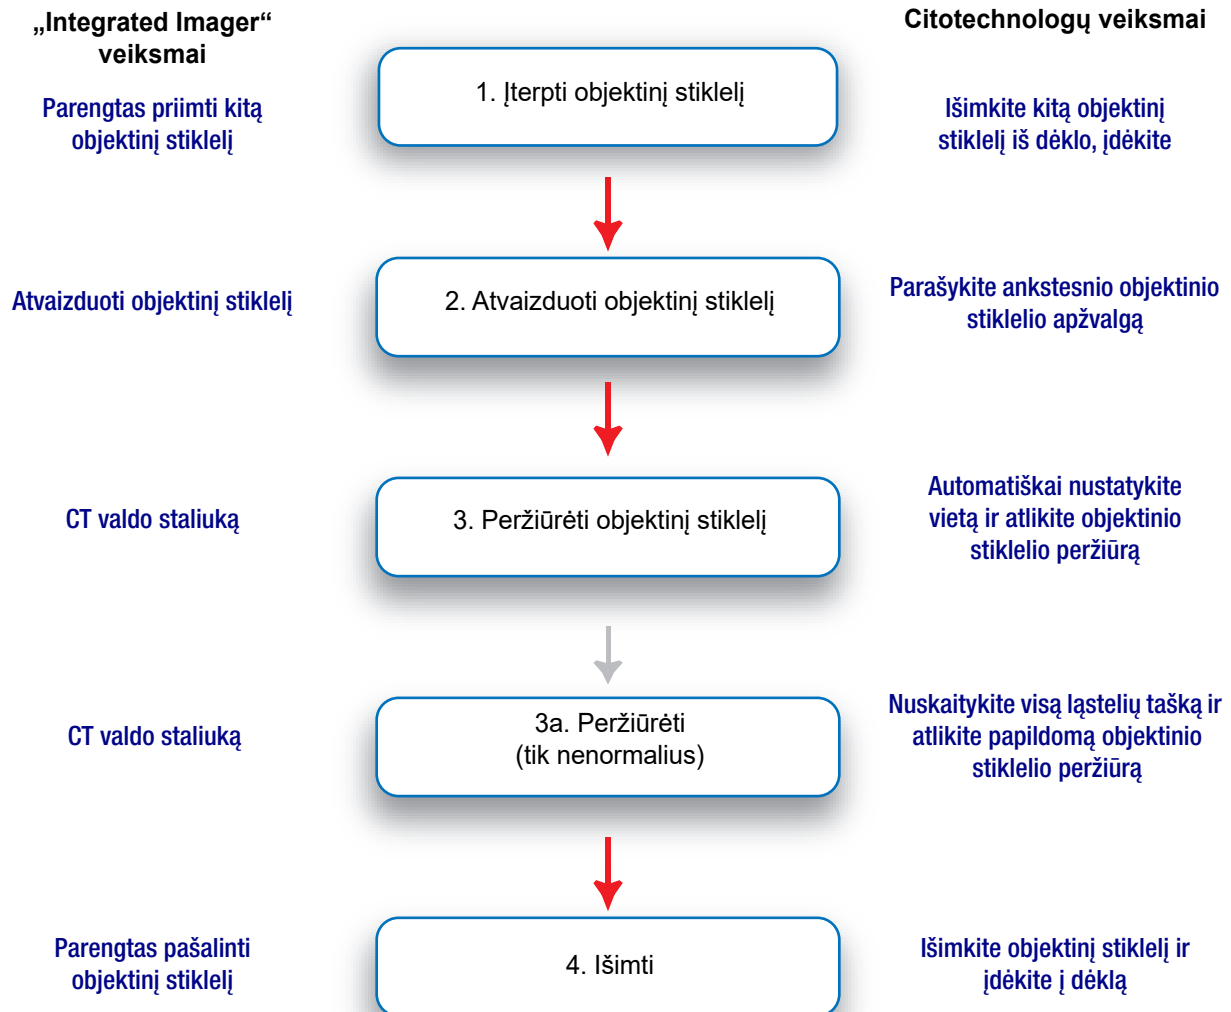 „Integrated Imager“
veiksmai
Citotechnologų veiksmai
Parengtas priimti kitą
objektinį stiklelį
1. Įterpti objektinį stiklelį
Išimkite kitą objektinį
stiklelį iš dėklo, įdėkite
Atvaizduoti objektinį stiklelį
2. Atvaizduoti objektinį stiklelį
Parašykite ankstesnio objektinio
stiklelio apžvalgą
CT valdo staliuką
3. Peržiūrėti objektinį stiklelį
Automatiškai nustatykite
vietą ir atlikite objektinio
stiklelio peržiūrą
CT valdo staliuką
3a. Peržiūrėti
(tik nenormalius)
Nuskaitykite visą ląstelių tašką ir
atlikite papildomą objektinio
stiklelio peržiūrą
Parengtas pašalinti
objektinį stiklelį
4. Išimti
Išimkite objektinį stiklelį ir
įdėkite į dėklą